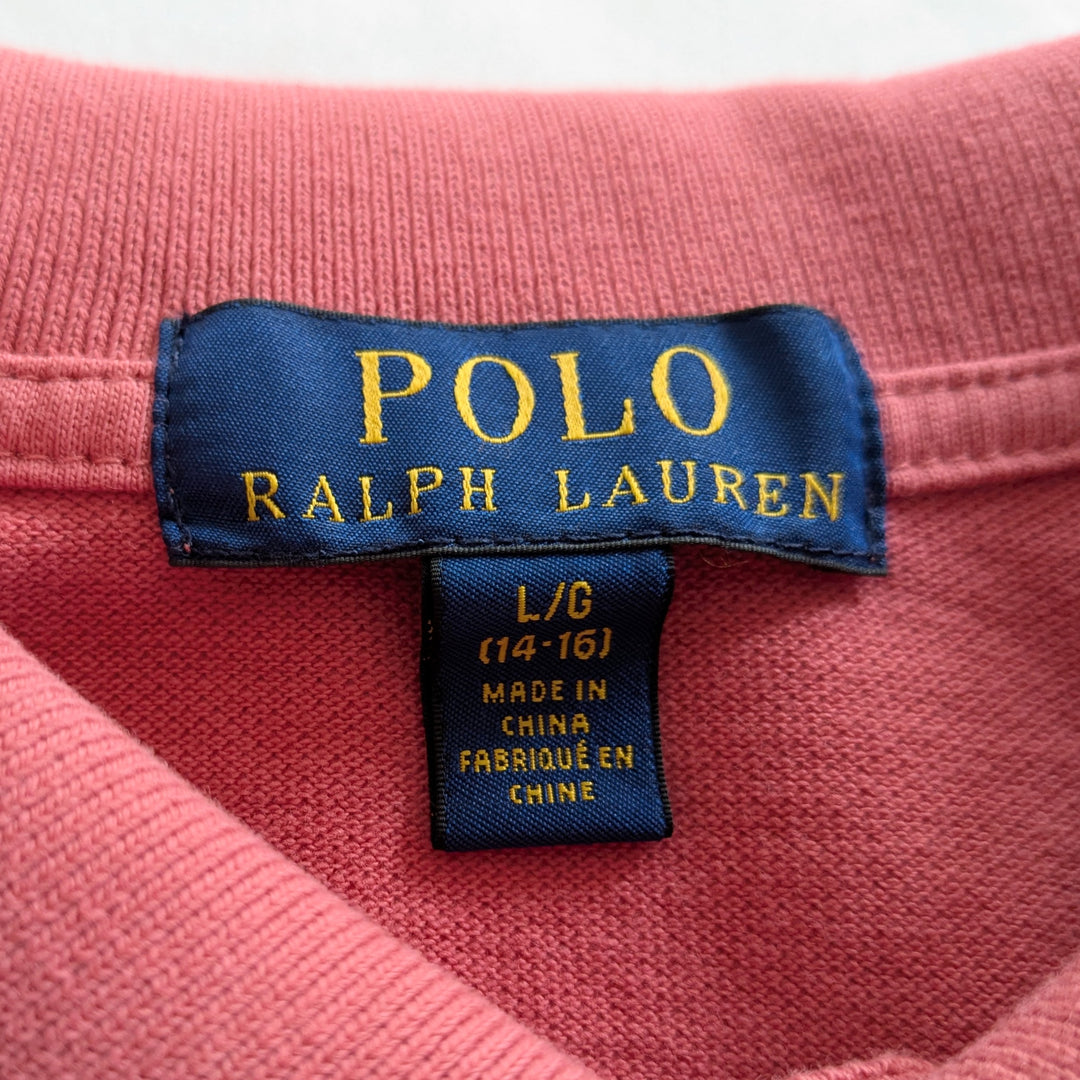 POLO
RALPH LAUREN
L/G
(14-16)
MADE IN
CHINA
FABRIQUÉ EN
CHINE